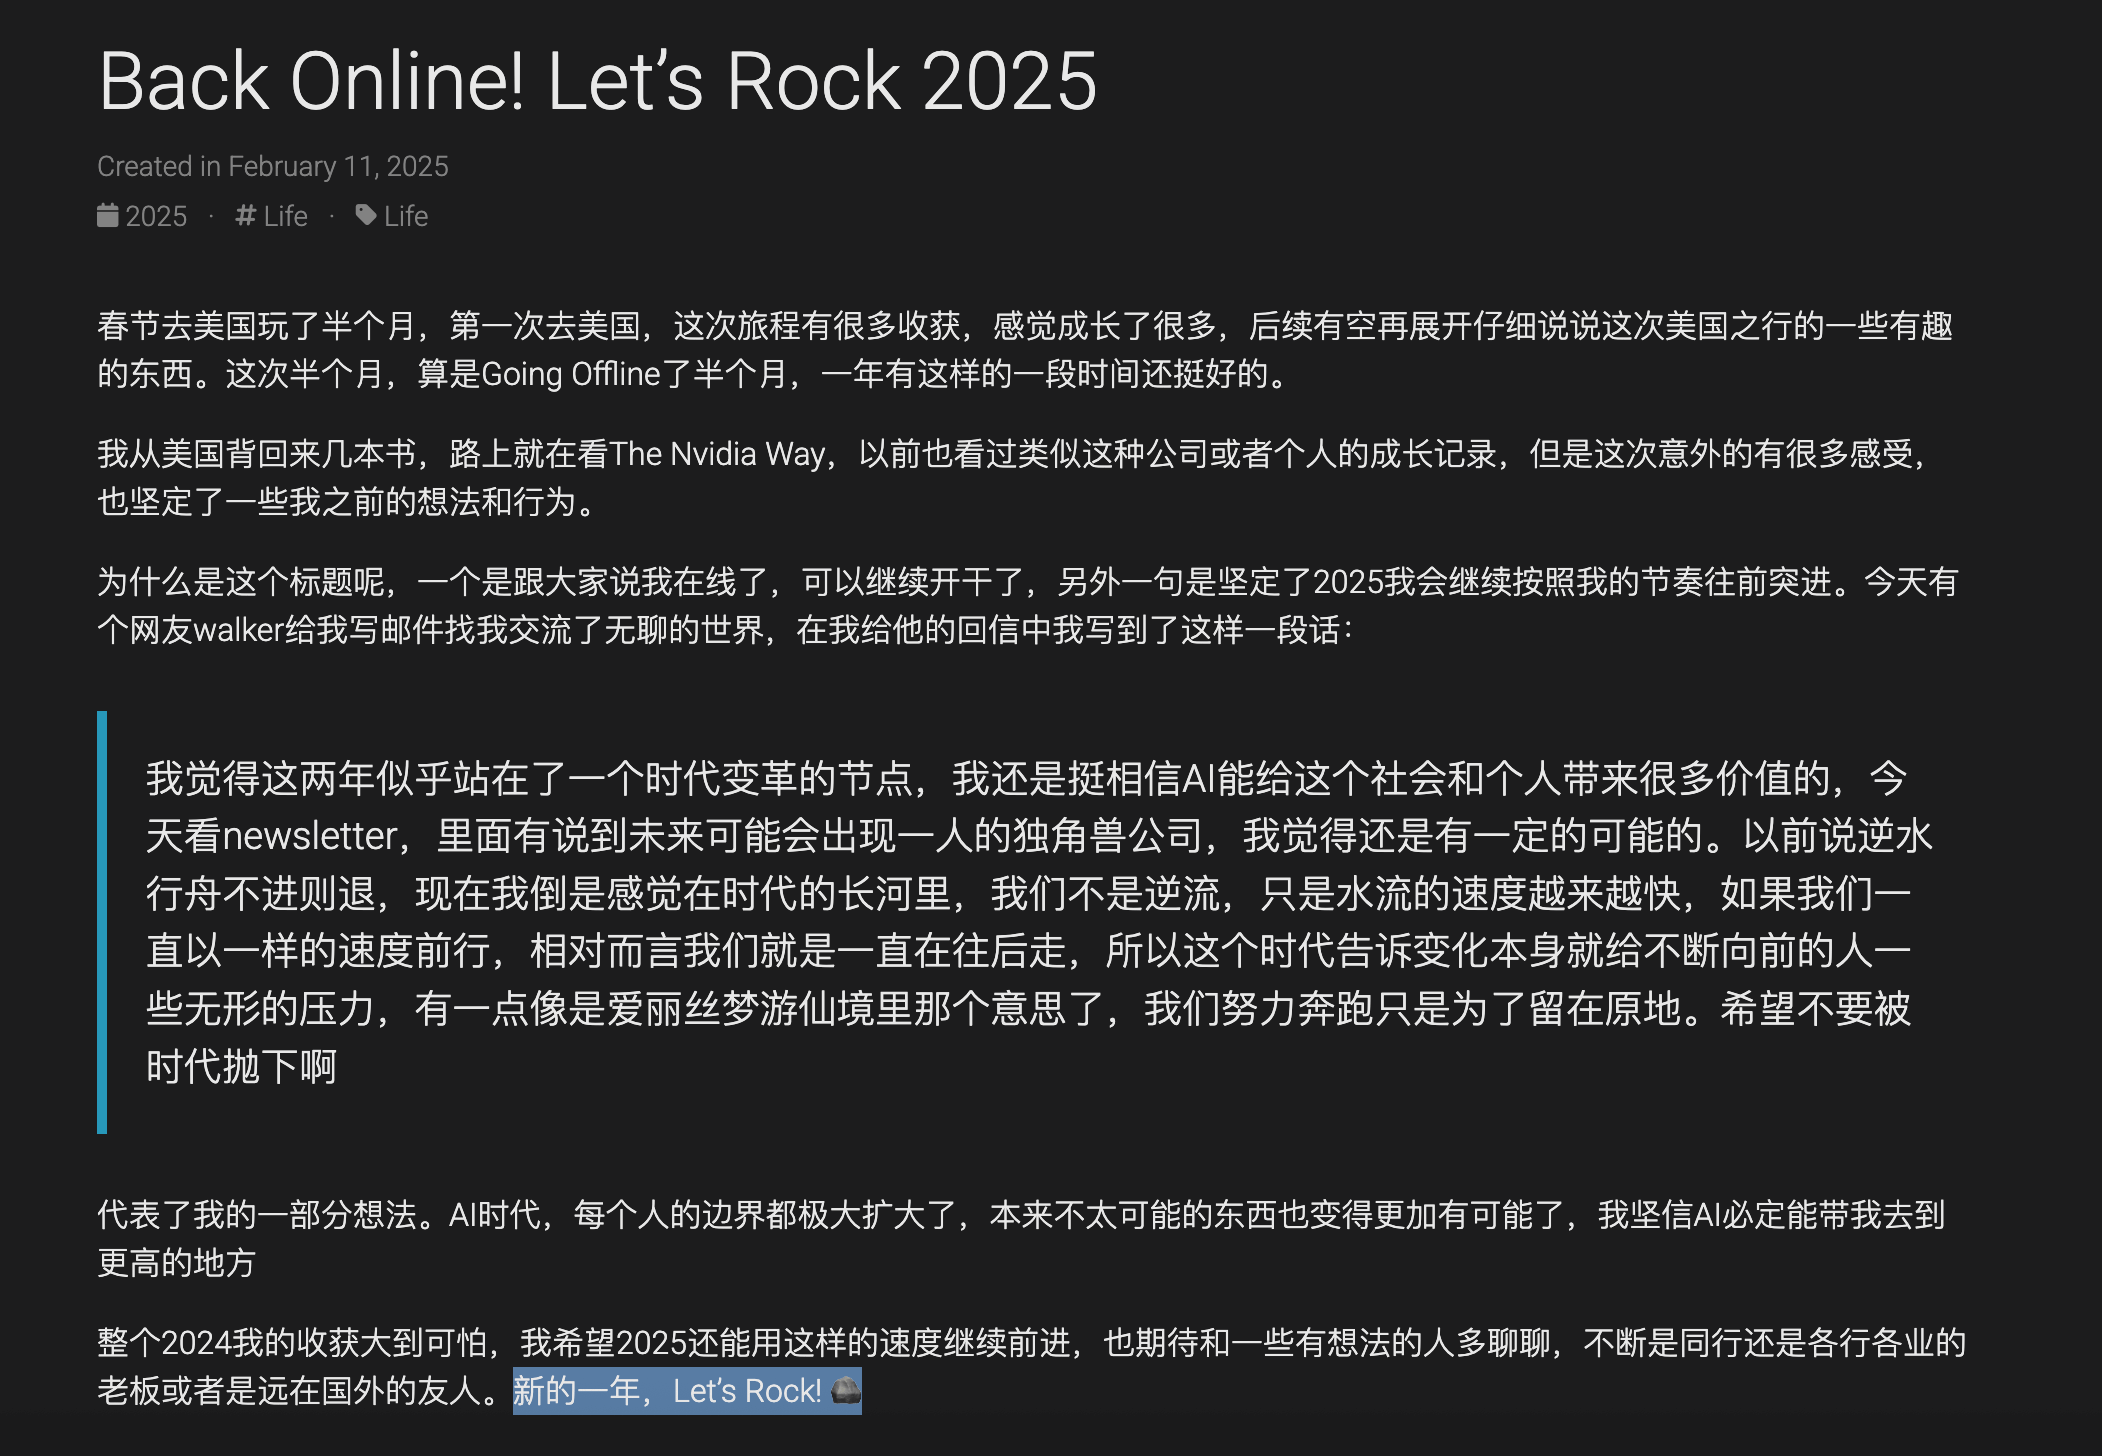 Back Online! Let’s Rock 2025
Created in February 11, 2025
2025 · # Life · Life
春节去美国玩了半个月，第一次去美国，这次旅程有很多收获，感觉成长了很多，后续有空再展开仔细说说这次美国之行的一些有趣
的东西。这次半个月，算是Going Offline了半个月，一年有这样的一段时间还挺好的。
我从美国背回来几本书，路上就在看The Nvidia Way，以前也看过类似这种公司或者个人的成长记录，但是这次意外的有很多感受，
也坚定了一些我之前的想法和行为。
为什么是这个标题呢，一个是跟大家说我在线了，可以继续开干了，另外一句是坚定了2025我会继续按照我的节奏往前突进。今天有
个网友walker给我写邮件找我交流了无聊的世界，在我给他的回信中我写到了这样一段话：
我觉得这两年似乎站在了一个时代变革的节点，我还是挺相信AI能给这个社会和个人带来很多价值的，今
天看newsletter，里面有说到未来可能会出现一人的独角兽公司，我觉得还是有一定的可能的。以前说逆水
行舟不进则退，现在我倒是感觉在时代的长河里，我们不是逆流，只是水流的速度越来越快，如果我们一
直以一样的速度前行，相对而言我们就是一直在往后走，所以这个时代告诉变化本身就给不断向前的人一
些无形的压力，有一点像是爱丽丝梦游仙境里那个意思了，我们努力奔跑只是为了留在原地。希望不要被
时代抛下啊
代表了我的一部分想法。AI时代，每个人的边界都极大扩大了，本来不太可能的东西也变得更加有可能了，我坚信AI必定能带我去到
更高的地方
整个2024我的收获大到可怕，我希望2025还能用这样的速度继续前进，也期待和一些有想法的人多聊聊，不断是同行还是各行各业的
老板或者是远在国外的友人。新的一年，Let’s Rock! 🪨